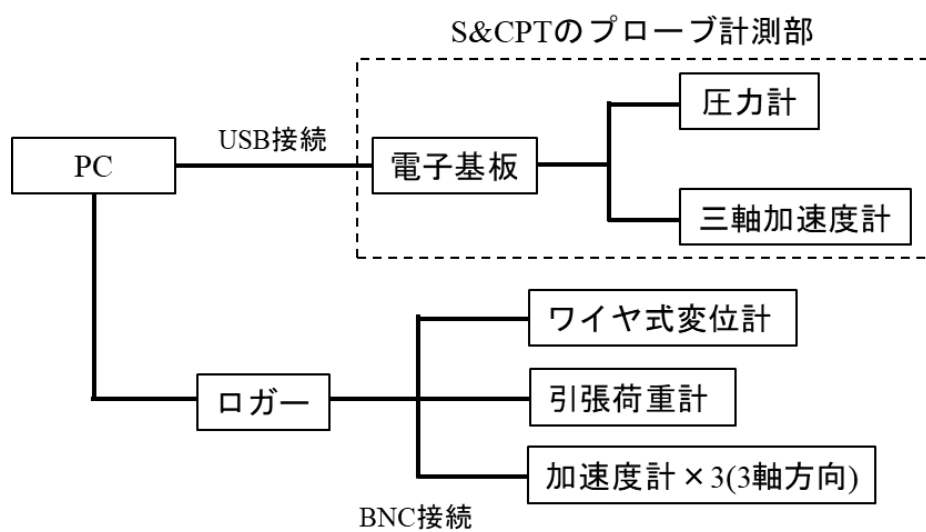 S&CPTのプローブ計測部
圧力計
USB接続
PC
電子基板
三軸加速度計
ワイヤ式変位計
ロガー
引張荷重計
加速度計×3(3軸方向)
BNC接続